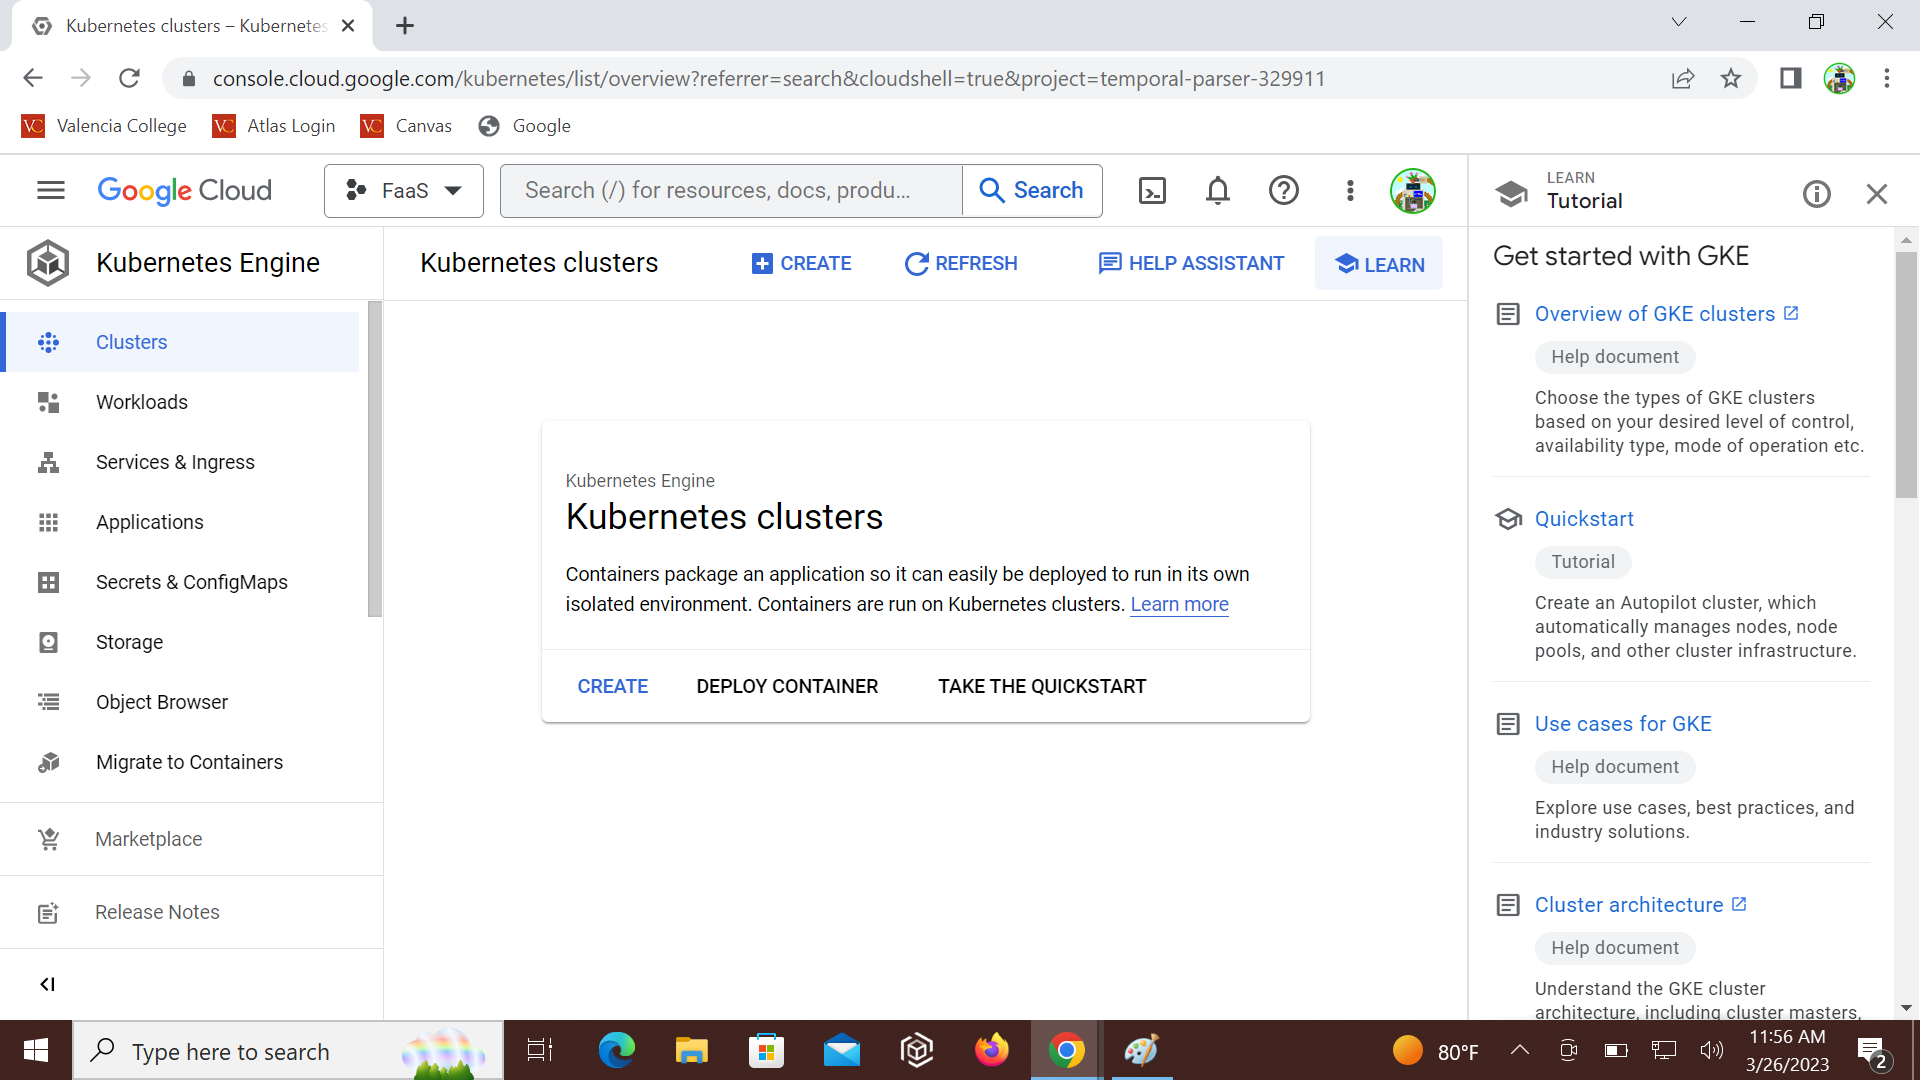 Kubernetes clusters – Kubernetes
console.cloud.google.com/kubernetes/list/overview?referrer=search&cloudshell=true&project=temporal-parser-329911
VC Valencia College VC Atlas Login VC Canvas Google
Google Cloud FaaS Search (/) for resources, docs, produ... Search
LEARN
Tutorial
Kubernetes Engine
Kubernetes clusters CREATE REFRESH HELP ASSISTANT LEARN
Clusters
Workloads
Services & Ingress
Applications
Secrets & ConfigMaps
Storage
Object Browser
Migrate to Containers
Marketplace
Release Notes
Kubernetes Engine
Kubernetes clusters
Containers package an application so it can easily be deployed to run in its own
isolated environment. Containers are run on Kubernetes clusters. Learn more
CREATE DEPLOY CONTAINER TAKE THE QUICKSTART
Get started with GKE
Overview of GKE clusters
Help document
Choose the types of GKE clusters
based on your desired level of control,
availability type, mode of operation etc.
Quickstart
Tutorial
Create an Autopilot cluster, which
automatically manages nodes, node
pools, and other cluster infrastructure.
Use cases for GKE
Help document
Explore use cases, best practices, and
industry solutions.
Cluster architecture
Help document
Understand the GKE cluster
architecture, including cluster masters,
Type here to search
80°F
11:56 AM
3/26/2023
2